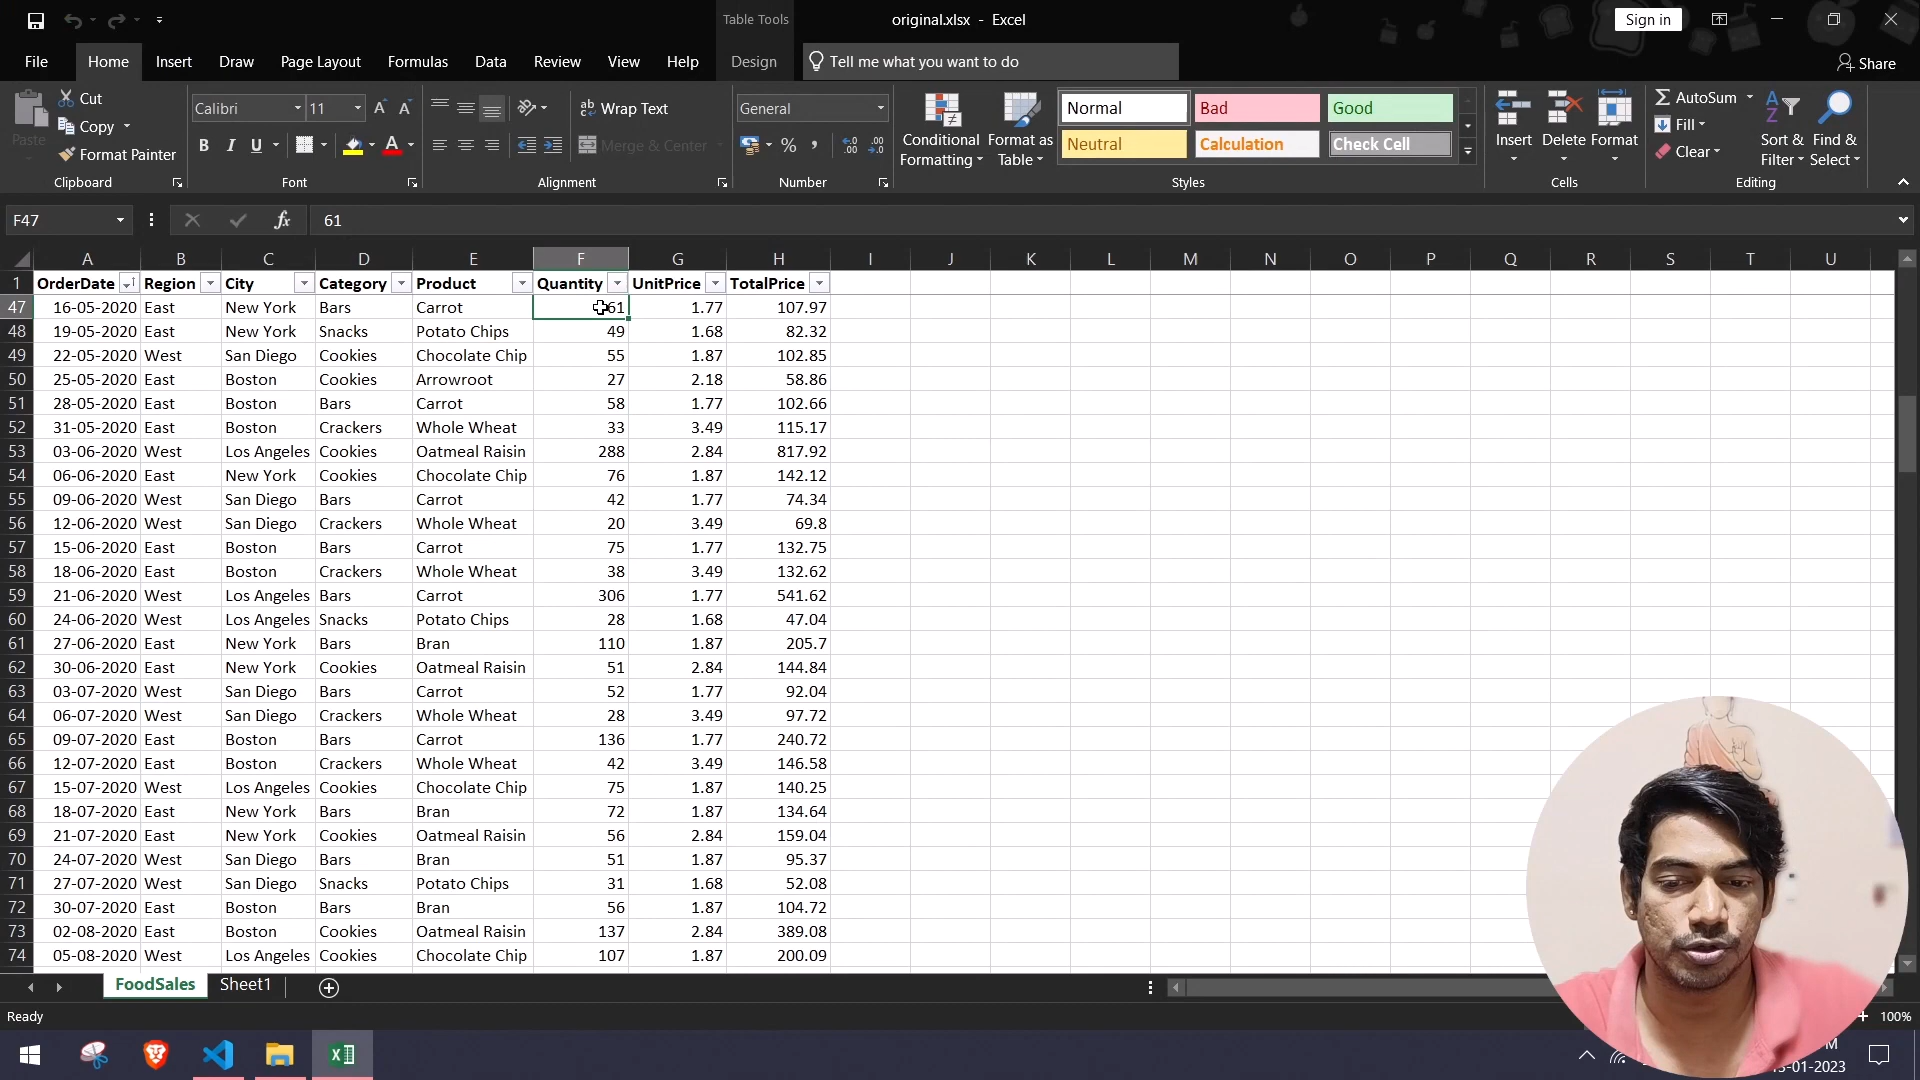 Table Tools
original.xlsx - Excel
Sign in
File Home Insert Draw Page Layout Formulas Data Review View Help Design Tell me what you want to do Share
Paste Cut Copy Format Painter Clipboard
Calibri 11 B I U Font
Wrap Text Merge & Center Alignment
General % , Number
Conditional Formatting Format as Table
Normal Bad Good
Neutral Calculation Check Cell
Styles
Insert Delete Format Cells
AutoSum Fill Clear Sort & Filter Find & Select Editing
F47 fx 61
A B C D E F G H I J K L M N O P Q R S T U
1 OrderDate Region City Category Product Quantity UnitPrice TotalPrice
47 16-05-2020 East New York Bars Carrot 61 1.77 107.97
48 19-05-2020 East New York Snacks Potato Chips 49 1.68 82.32
49 22-05-2020 West San Diego Cookies Chocolate Chip 55 1.87 102.85
50 25-05-2020 East Boston Cookies Arrowroot 27 2.18 58.86
51 28-05-2020 East Boston Bars Carrot 58 1.77 102.66
52 31-05-2020 East Boston Crackers Whole Wheat 33 3.49 115.17
53 03-06-2020 West Los Angeles Cookies Oatmeal Raisin 288 2.84 817.92
54 06-06-2020 East New York Cookies Chocolate Chip 76 1.87 142.12
55 09-06-2020 West San Diego Bars Carrot 42 1.77 74.34
56 12-06-2020 West San Diego Crackers Whole Wheat 20 3.49 69.8
57 15-06-2020 East Boston Bars Carrot 75 1.77 132.75
58 18-06-2020 East Boston Crackers Whole Wheat 38 3.49 132.62
59 21-06-2020 West Los Angeles Bars Carrot 306 1.77 541.62
60 24-06-2020 West Los Angeles Snacks Potato Chips 28 1.68 47.04
61 27-06-2020 East New York Bars Bran 110 1.87 205.7
62 30-06-2020 East New York Cookies Oatmeal Raisin 51 2.84 144.84
63 03-07-2020 West San Diego Bars Carrot 52 1.77 92.04
64 06-07-2020 West San Diego Crackers Whole Wheat 28 3.49 97.72
65 09-07-2020 East Boston Bars Carrot 136 1.77 240.72
66 12-07-2020 East Boston Crackers Whole Wheat 42 3.49 146.58
67 15-07-2020 West Los Angeles Cookies Chocolate Chip 75 1.87 140.25
68 18-07-2020 East New York Bars Bran 72 1.87 134.64
69 21-07-2020 East New York Cookies Oatmeal Raisin 56 2.84 159.04
70 24-07-2020 West San Diego Bars Bran 51 1.87 95.37
71 27-07-2020 West San Diego Snacks Potato Chips 31 1.68 52.08
72 30-07-2020 East Boston Bars Bran 56 1.87 104.72
73 02-08-2020 East Boston Cookies Oatmeal Raisin 137 2.84 389.08
74 05-08-2020 West Los Angeles Cookies Chocolate Chip 107 1.87 200.09
FoodSales Sheet1
Ready 100%
-01-2023